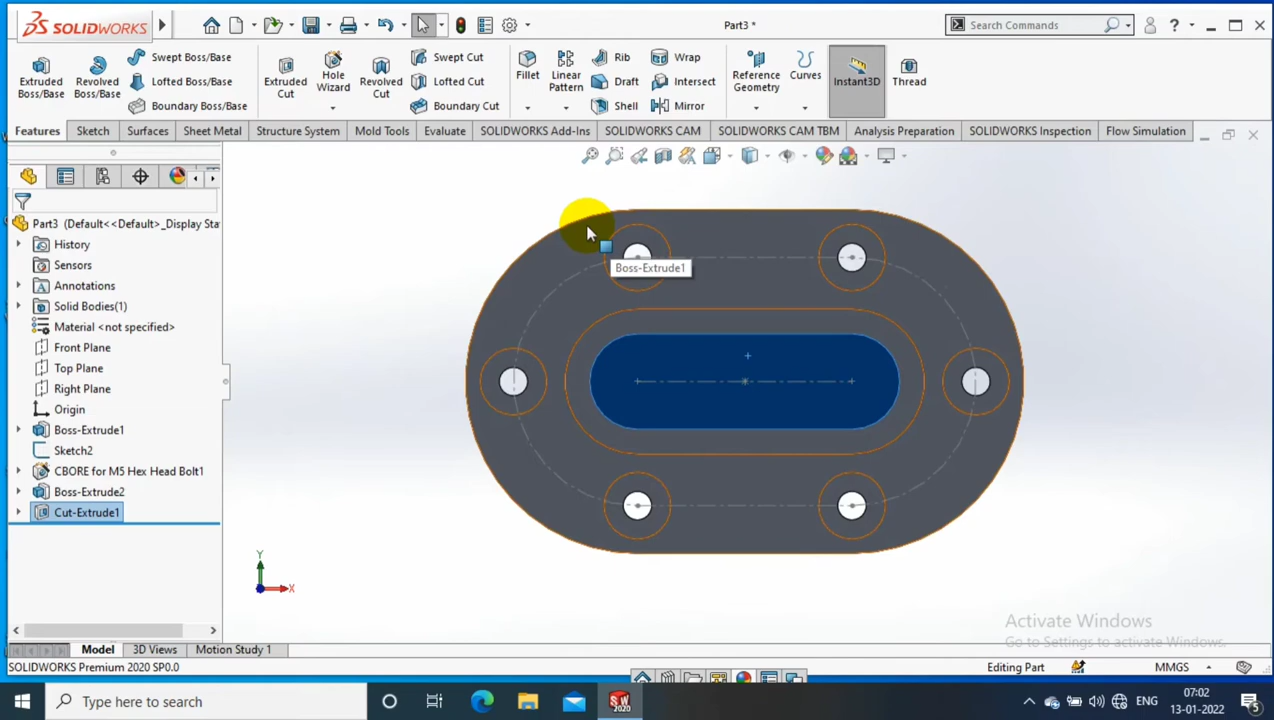 SOLIDWORKS
Part3 *
Search Commands
Extruded Boss/Base
Revolved Boss/Base
Swept Boss/Base
Lofted Boss/Base
Boundary Boss/Base
Extruded Cut
Hole Wizard
Revolved Cut
Swept Cut
Lofted Cut
Boundary Cut
Fillet
Linear Pattern
Rib
Draft
Shell
Wrap
Intersect
Mirror
Reference Geometry
Curves
Instant3D
Thread
Features
Sketch
Surfaces
Sheet Metal
Structure System
Mold Tools
Evaluate
SOLIDWORKS Add-Ins
SOLIDWORKS CAM
SOLIDWORKS CAM TBM
Analysis Preparation
SOLIDWORKS Inspection
Flow Simulation
Part3 (Default<<Default>_Display Sta
History
Sensors
Annotations
Solid Bodies(1)
Material <not specified>
Front Plane
Top Plane
Right Plane
Origin
Boss-Extrude1
Sketch2
CBORE for M5 Hex Head Bolt1
Boss-Extrude2
Cut-Extrude1
Boss-Extrude1
Y
X
Activate Windows
Go to Settings to activate Windows.
Model
3D Views
Motion Study 1
SOLIDWORKS Premium 2020 SP0.0
Editing Part
MMGS
Type here to search
SW
2020
ENG
07:02
13-01-2022
5